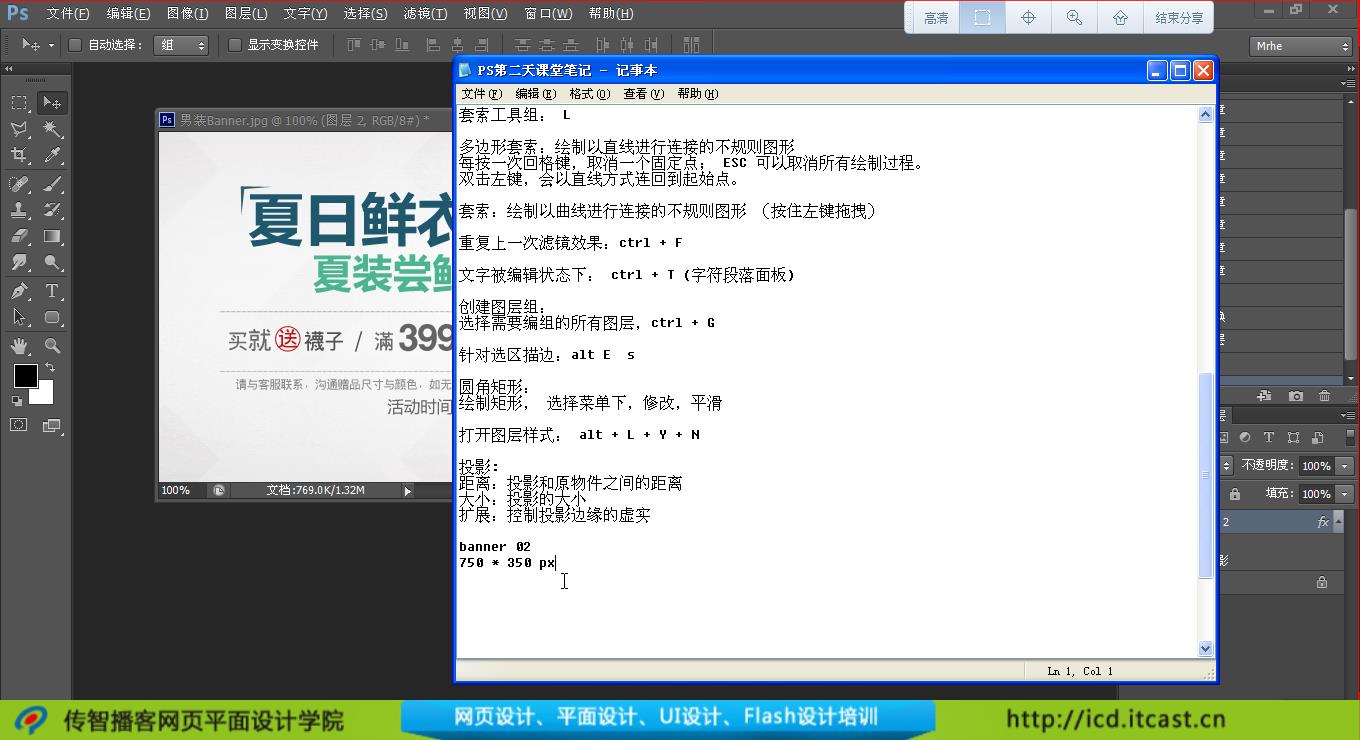 Ps 文件(F) 编辑(E) 图像(I) 图层(L) 文字(Y) 选择(S) 滤镜(T) 视图(V) 窗口(W) 帮助(H)
高清 结束分享
自动选择： 组 显示变换控件 Mrhe
Ps 男装Banner.jpg @ 100% (图层 2, RGB/8#) *
夏日鲜衣
夏装尝鲜
买就送襪子 / 滿399
请与客服联系，沟通赠品尺寸与颜色，如无
活动时间
100% 文档:769.0K/1.32M
PS第二天课堂笔记 - 记事本
文件(F) 编辑(E) 格式(O) 查看(V) 帮助(H)
套索工具组： L
多边形套索：绘制以直线进行连接的不规则图形
每按一次回格键，取消一个固定点； ESC 可以取消所有绘制过程。
双击左键，会以直线方式连回到起始点。
套索：绘制以曲线进行连接的不规则图形 （按住左键拖拽）
重复上一次滤镜效果：ctrl + F
文字被编辑状态下： ctrl + T (字符段落面板)
创建图层组：
选择需要编组的所有图层，ctrl + G
针对选区描边：alt E s
圆角矩形：
绘制矩形， 选择菜单下，修改，平滑
打开图层样式： alt + L + Y + N
投影：
距离：投影和原物件之间的距离
大小：投影的大小
扩展：控制投影边缘的虚实
banner 02
750 * 350 px
Ln 1, Col 1
不透明度： 100%
填充： 100%
2 fx
影
传智播客网页平面设计学院
网页设计、平面设计、UI设计、Flash设计培训
http://icd.itcast.cn